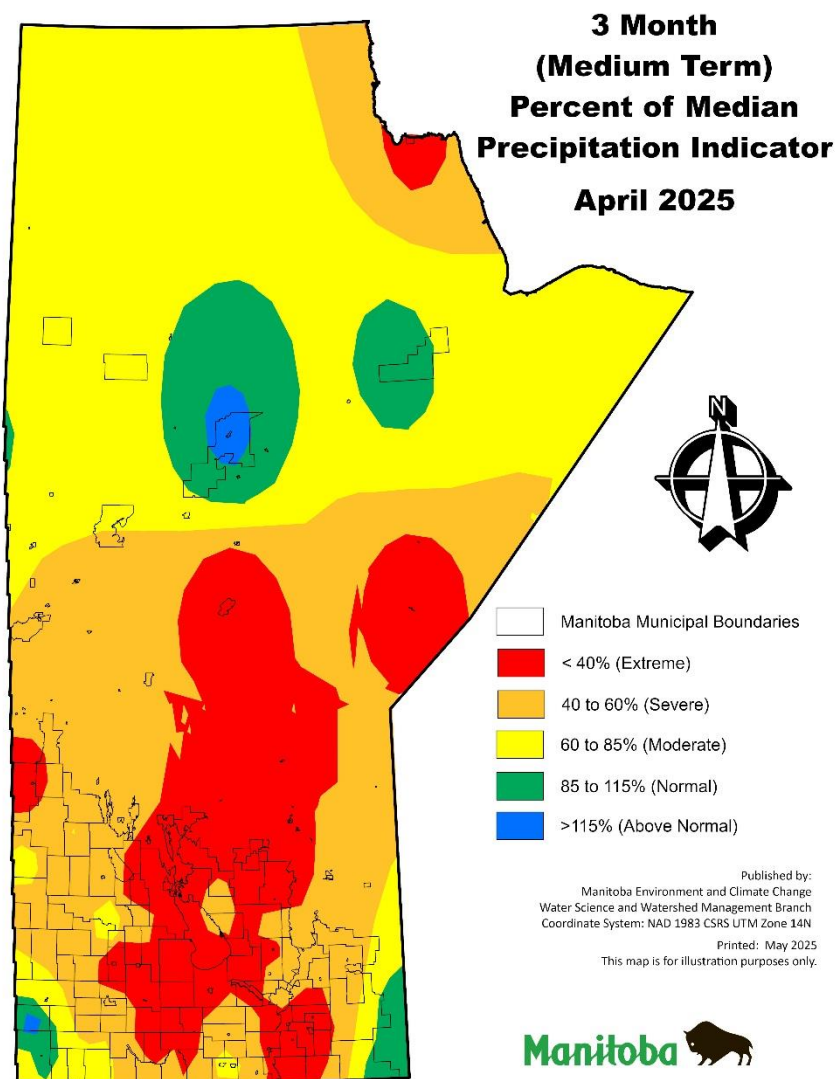 3 Month
(Medium Term)
Percent of Median
Precipitation Indicator
April 2025
N
Manitoba Municipal Boundaries
< 40% (Extreme)
40 to 60% (Severe)
60 to 85% (Moderate)
85 to 115% (Normal)
>115% (Above Normal)
Published by:
Manitoba Environment and Climate Change
Water Science and Watershed Management Branch
Coordinate System: NAD 1983 CSRS UTM Zone 14N
Printed: May 2025
This map is for illustration purposes only.
Manitoba